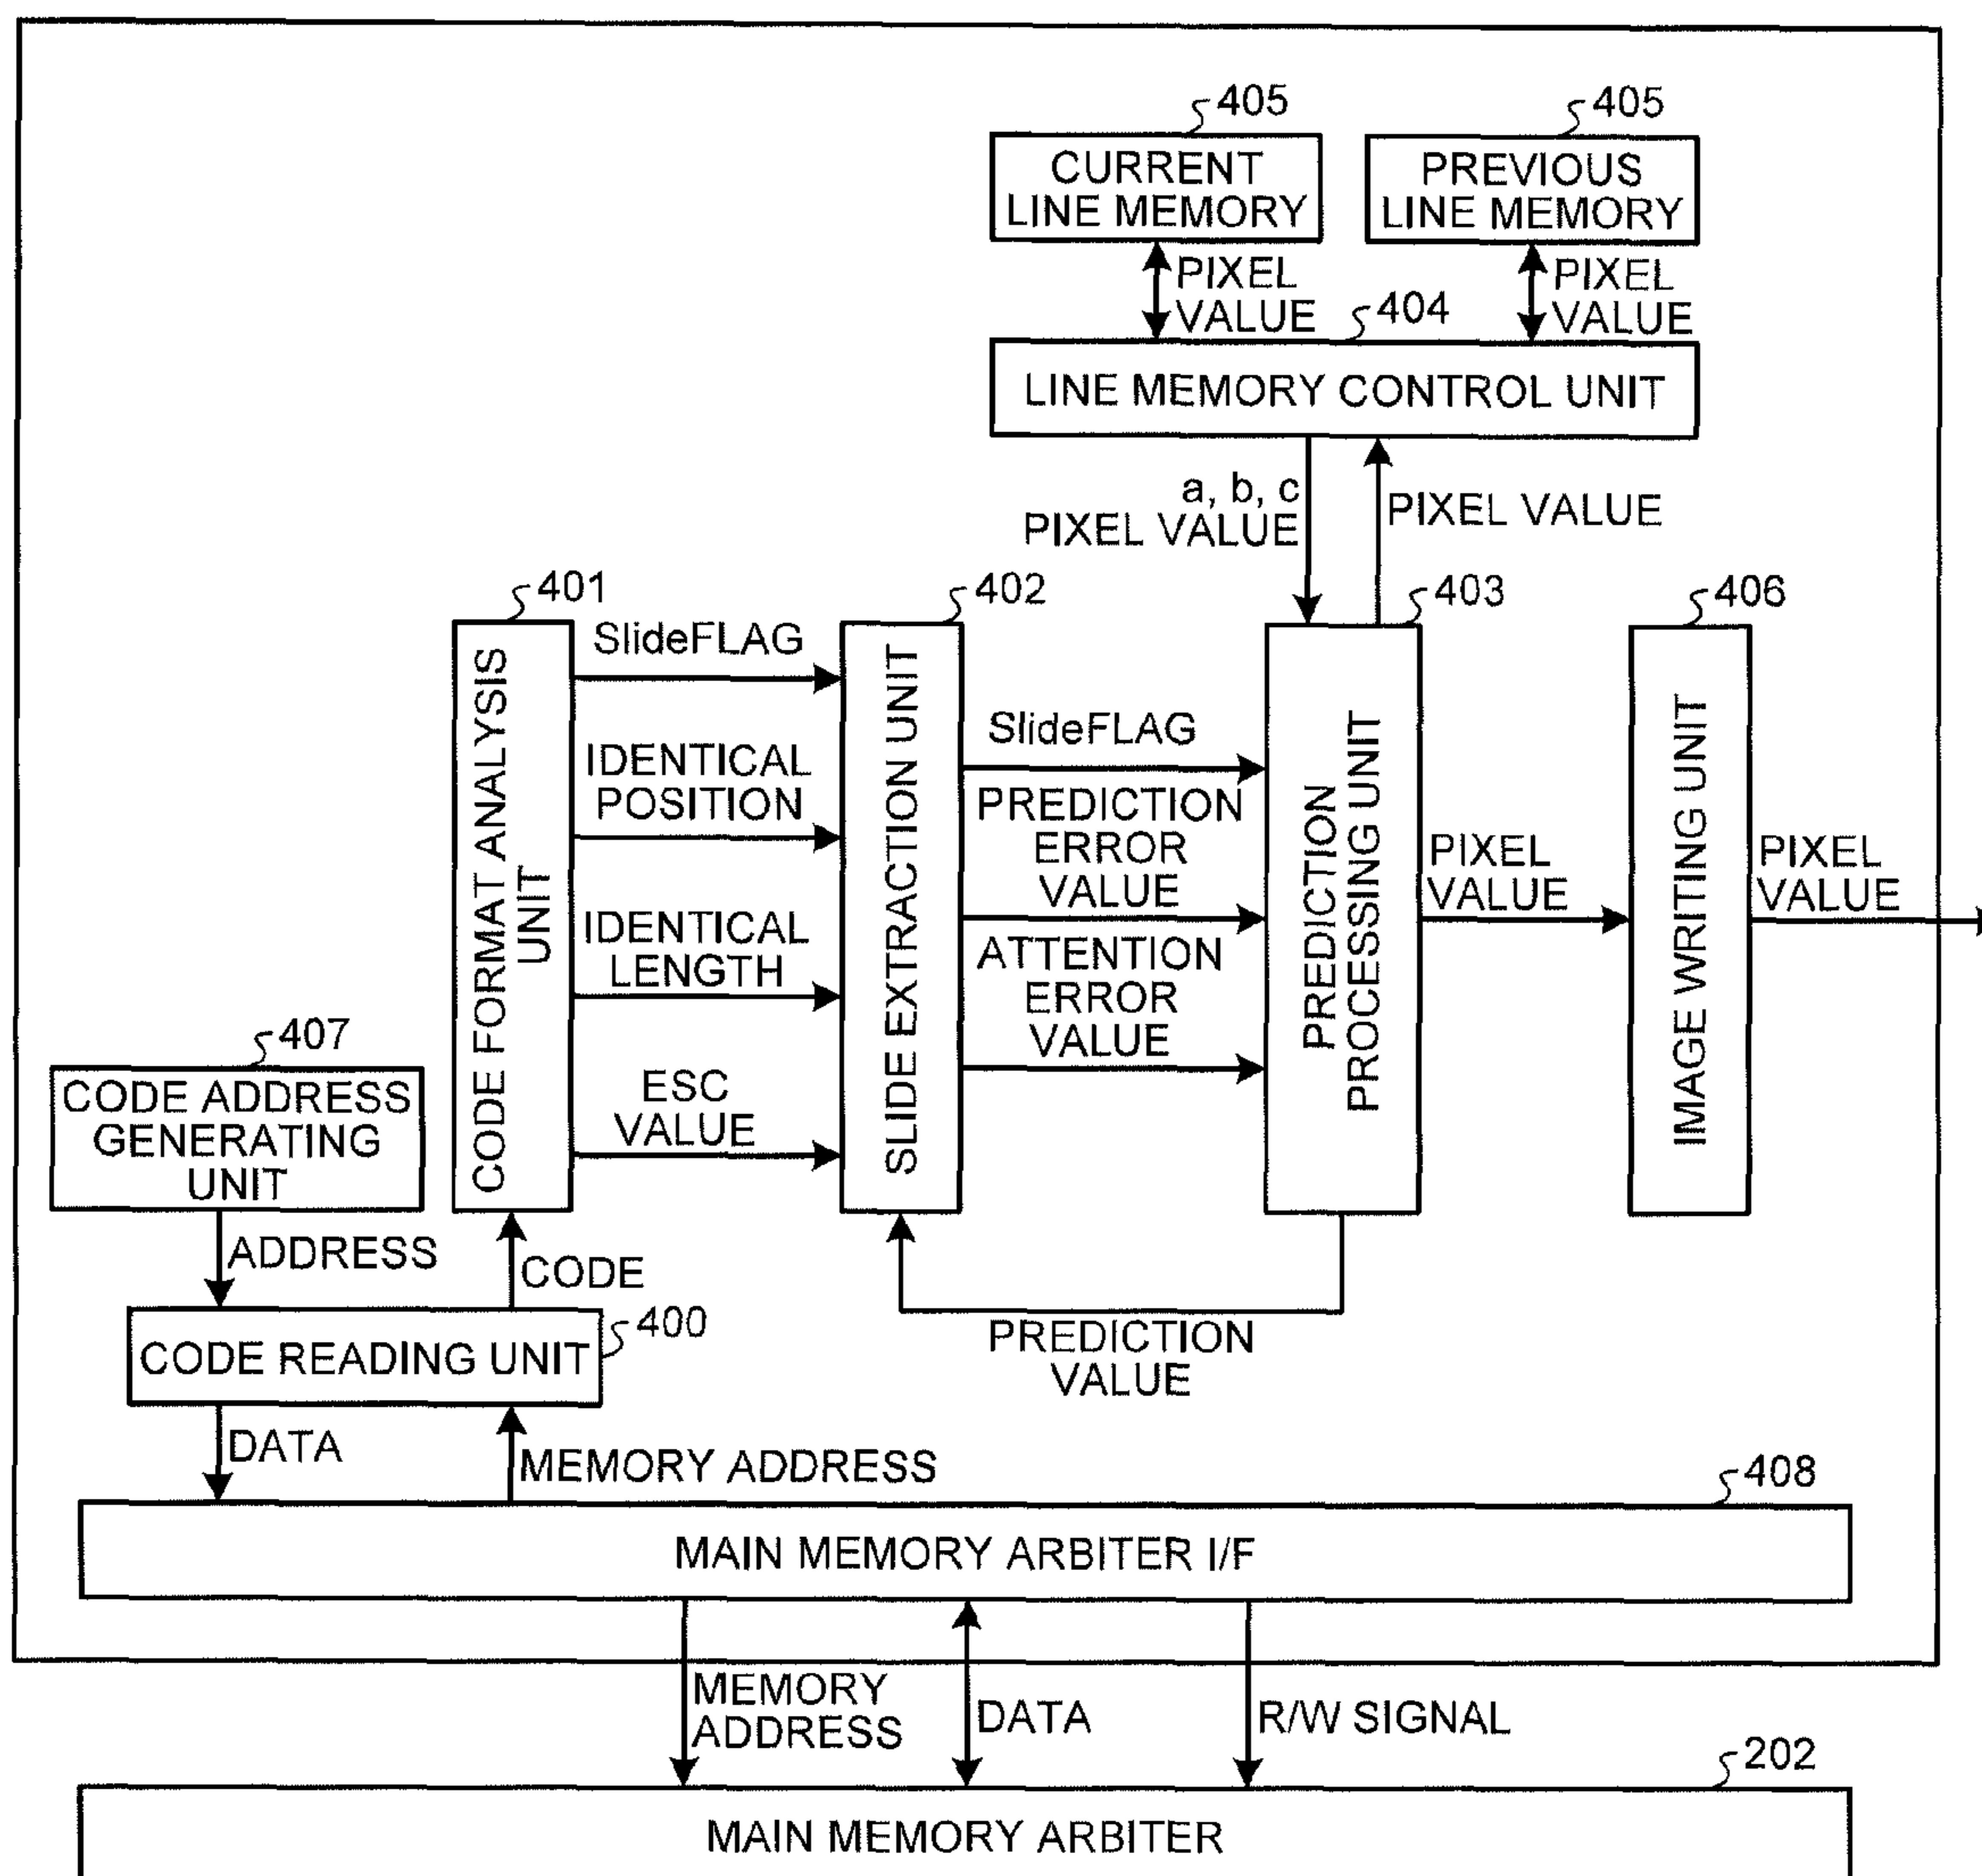 405
405
CURRENT
LINE MEMORY
PREVIOUS
LINE MEMORY
PIXEL
VALUE
PIXEL
VALUE
404
LINE MEMORY CONTROL UNIT
a, b, c
PIXEL VALUE
PIXEL VALUE
401
402
403
406
CODE FORMAT ANALYSIS
UNIT
SlideFLAG
IDENTICAL
POSITION
IDENTICAL
LENGTH
ESC
VALUE
SLIDE EXTRACTION UNIT
SlideFLAG
PREDICTION
ERROR
VALUE
ATTENTION
ERROR
VALUE
PREDICTION
PROCESSING UNIT
PIXEL
VALUE
IMAGE WRITING UNIT
PIXEL
VALUE
407
CODE ADDRESS
GENERATING
UNIT
ADDRESS
CODE
400
CODE READING UNIT
PREDICTION
VALUE
DATA
MEMORY ADDRESS
408
MAIN MEMORY ARBITER I/F
MEMORY
ADDRESS
DATA
R/W SIGNAL
202
MAIN MEMORY ARBITER